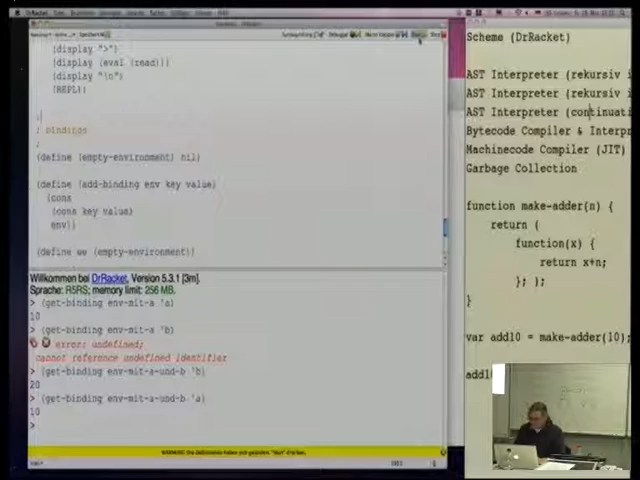 DrRacket
(display ">")
(display (eval (read)))
(display "\n")
(REPL))
;
; bindings
;
(define (empty-environment) nil)
(define (add-binding env key value)
(cons
(cons key value)
env))
(define ee (empty-environment))
Willkommen bei DrRacket, Version 5.3.1 [3m].
Sprache: R5RS; memory limit: 256 MB.
> (get-binding env-mit-a 'a)
10
> (get-binding env-mit-a 'b)
error: undefined;
cannot reference undefined identifier
> (get-binding env-mit-a-und-b 'b)
20
> (get-binding env-mit-a-und-b 'a)
10
>
Scheme (DrRacket)
AST Interpreter (rekursiv i
AST Interpreter (rekursiv i
AST Interpreter (continuati
Bytecode Compiler & Interp
Machinecode Compiler (JIT)
Garbage Collection
function make-adder(n) {
return (
function(x) {
return x+n;
}; );
}
var add10 = make-adder(10);
add1